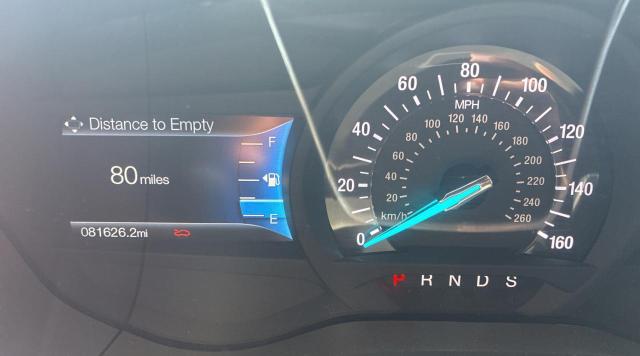 Distance to Empty
F
80 miles
E
081626.2mi
MPH
0 20 40 60 80 100 120 140 160
km/h
20 40 60 80 100 120 140 160 180 200 220 240 260
P R N D S